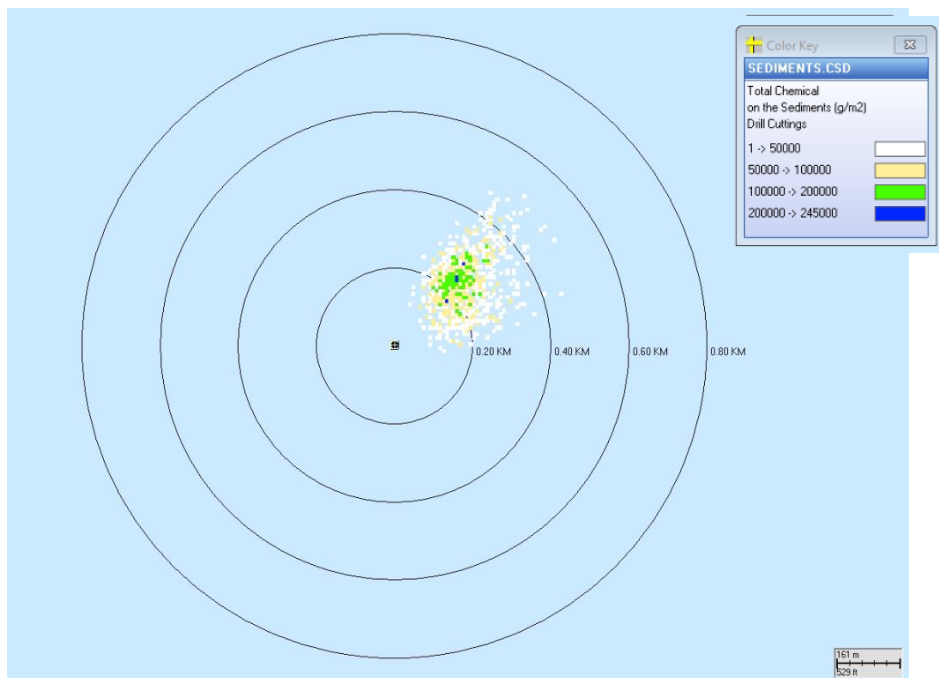 Color Key
SEDIMENTS.CSD
Total Chemical
on the Sediments (g/m2)
Drill Cuttings
1 -> 50000
50000 -> 100000
100000 -> 200000
200000 -> 245000
0.20 KM
0.40 KM
0.60 KM
0.80 KM
161 m
529 ft